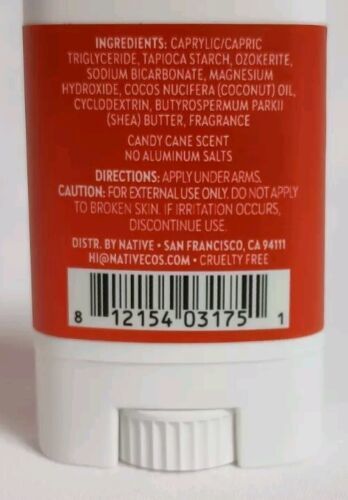 INGREDIENTS: CAPRYLIC/CAPRIC
TRIGLYCERIDE, TAPIOCA STARCH, OZOKERITE,
SODIUM BICARBONATE, MAGNESIUM
HYDROXIDE, COCOS NUCIFERA (COCONUT) OIL,
CYCLODEXTRIN, BUTYROSPERMUM PARKII
(SHEA) BUTTER, FRAGRANCE
CANDY CANE SCENT
NO ALUMINUM SALTS
DIRECTIONS: APPLY UNDER ARMS.
CAUTION: FOR EXTERNAL USE ONLY. DO NOT APPLY
TO BROKEN SKIN. IF IRRITATION OCCURS,
DISCONTINUE USE.
DISTR. BY NATIVE • SAN FRANCISCO, CA 94111
HI@NATIVECOS.COM • CRUELTY FREE
8 12154 03175 1